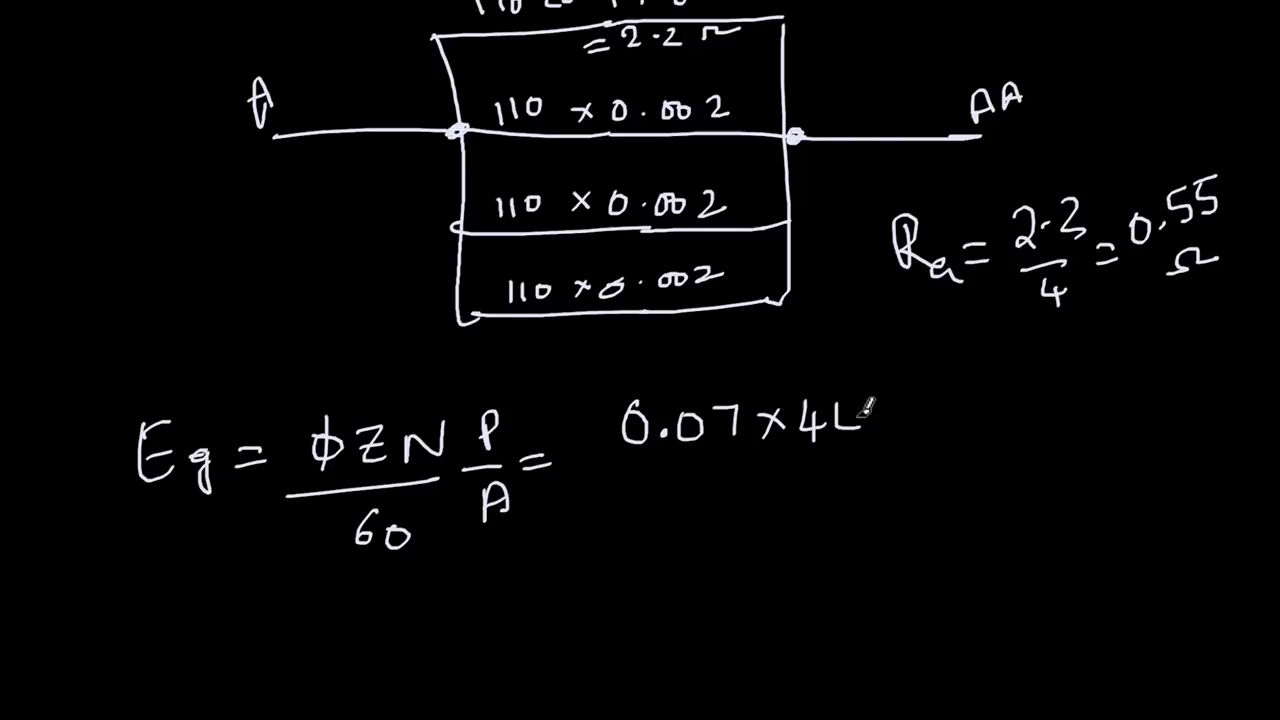 = 2.2 Ω
A
110 × 0.002
AA
110 × 0.002
110 × 0.002
Ra = 2.2/4 = 0.55 Ω
Eg = ϕZN/60 P/A = 0.07 × 44